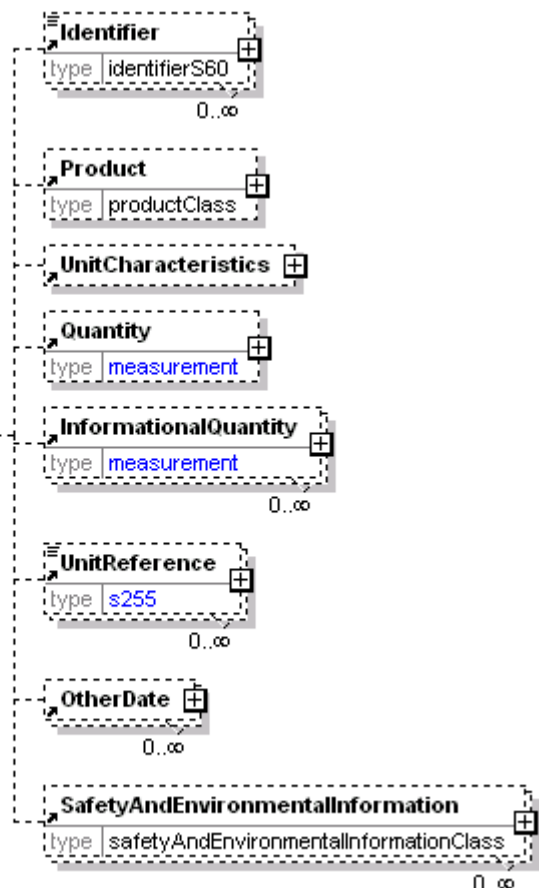 Identifier
type identifierS60
0..∞
Product
type productClass
UnitCharacteristics
Quantity
type measurement
InformationalQuantity
type measurement
0..∞
UnitReference
type s255
0..∞
OtherDate
0..∞
SafetyAndEnvironmentalInformation
type safetyAndEnvironmentalInformationClass
0..∞